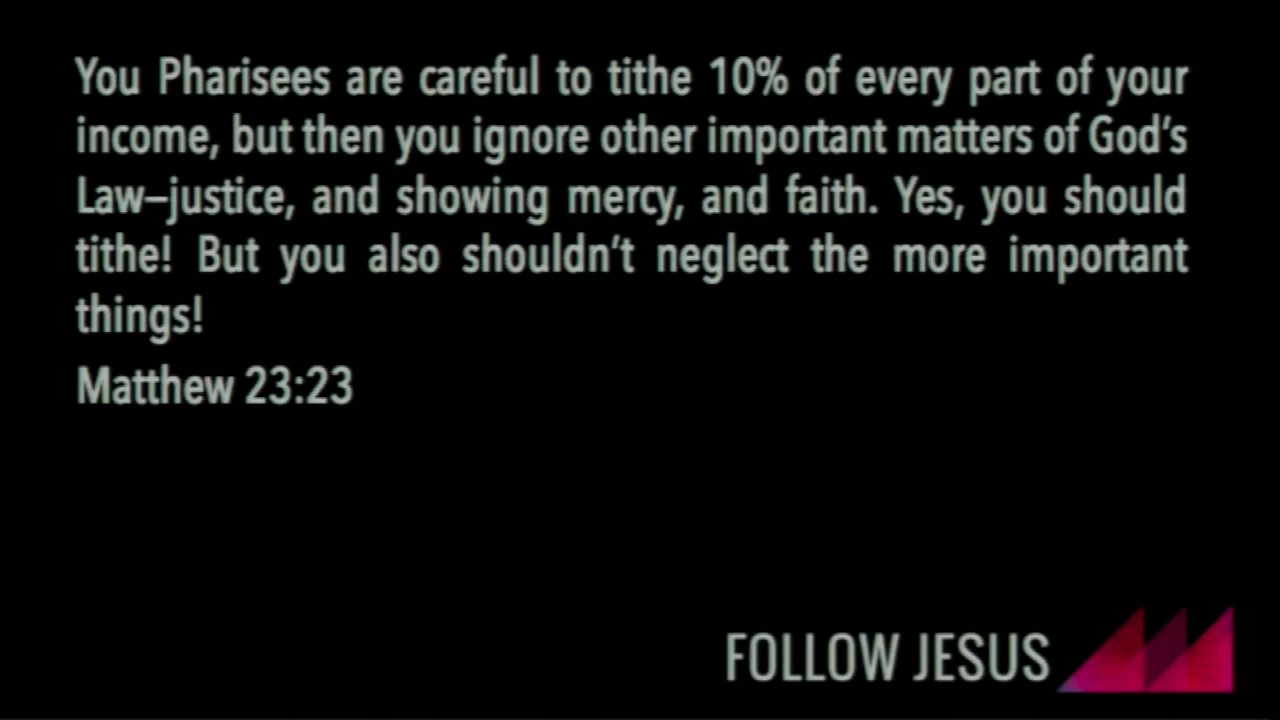 You Pharisees are careful to tithe 10% of every part of your
income, but then you ignore other important matters of God's
Law–justice, and showing mercy, and faith. Yes, you should
tithe! But you also shouldn't neglect the more important
things!
Matthew 23:23
FOLLOW JESUS